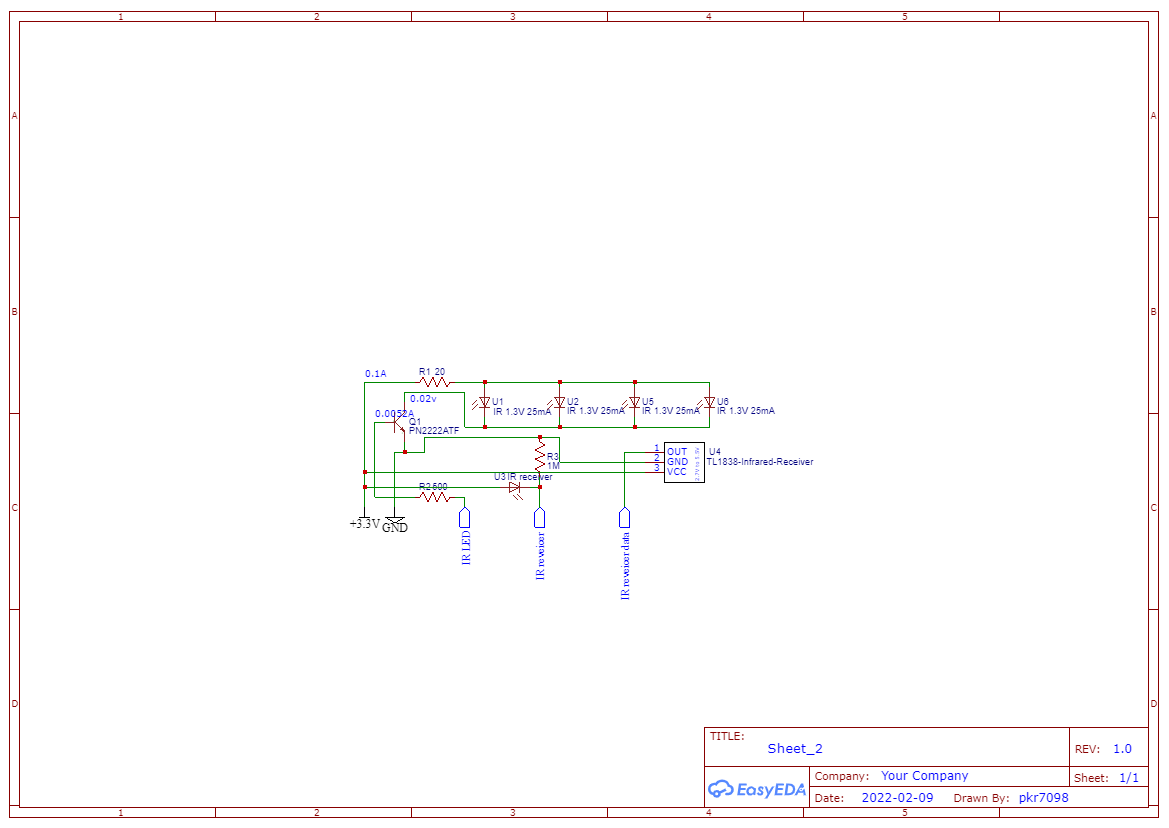 1 2 3 4 5
A A
B B
C C
D D
0.1A
R1 20
0.02v
0.0052A
Q1
PN2222ATF
U1
IR 1.3V 25mA
U2
IR 1.3V 25mA
U5
IR 1.3V 25mA
U6
IR 1.3V 25mA
R3
1M
U3 IR receiver
1 OUT
2 GND
3 VCC
U4
TL1838-Infrared-Receiver
+3.3V
GND
IR LED
IR reveicer
IR reveicer data
TITLE:
Sheet_2
REV: 1.0
EasyEDA
Company: Your Company
Sheet: 1/1
Date: 2022-02-09 Drawn By: pkr7098
1 2 3 4 5